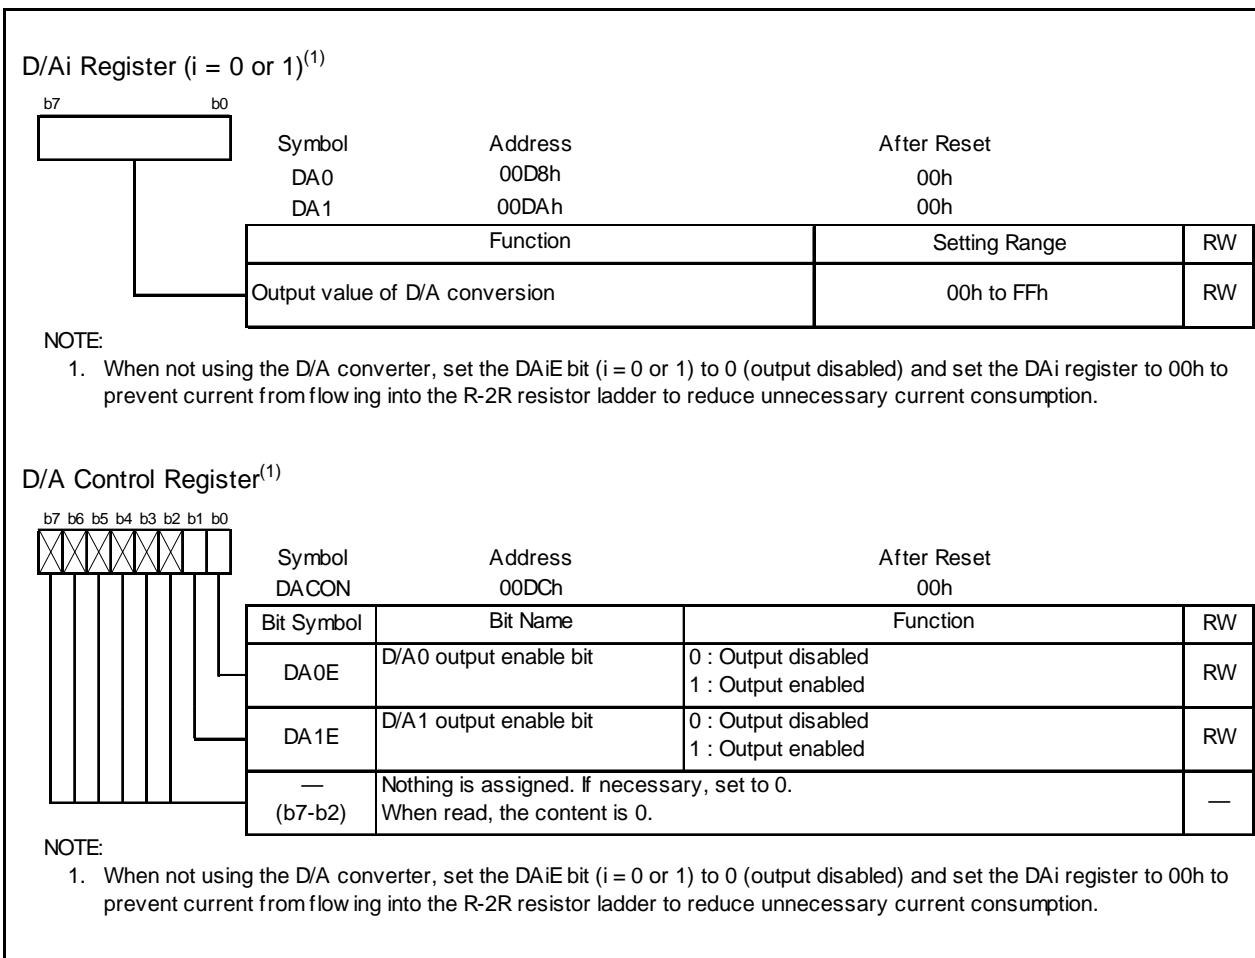 D/Ai Register (i = 0 or 1)(1)
b7 b0
Symbol Address After Reset
DA0 00D8h 00h
DA1 00DAh 00h
Function Setting Range RW
Output value of D/A conversion 00h to FFh RW
NOTE:
1. When not using the D/A converter, set the DAiE bit (i = 0 or 1) to 0 (output disabled) and set the DAi register to 00h to
prevent current from flowing into the R-2R resistor ladder to reduce unnecessary current consumption.
D/A Control Register(1)
b7 b6 b5 b4 b3 b2 b1 b0
Symbol Address After Reset
DACON 00DCh 00h
Bit Symbol Bit Name Function RW
DA0E D/A0 output enable bit 0 : Output disabled RW
1 : Output enabled
DA1E D/A1 output enable bit 0 : Output disabled RW
1 : Output enabled
— Nothing is assigned. If necessary, set to 0. —
(b7-b2) When read, the content is 0.
NOTE:
1. When not using the D/A converter, set the DAiE bit (i = 0 or 1) to 0 (output disabled) and set the DAi register to 00h to
prevent current from flowing into the R-2R resistor ladder to reduce unnecessary current consumption.